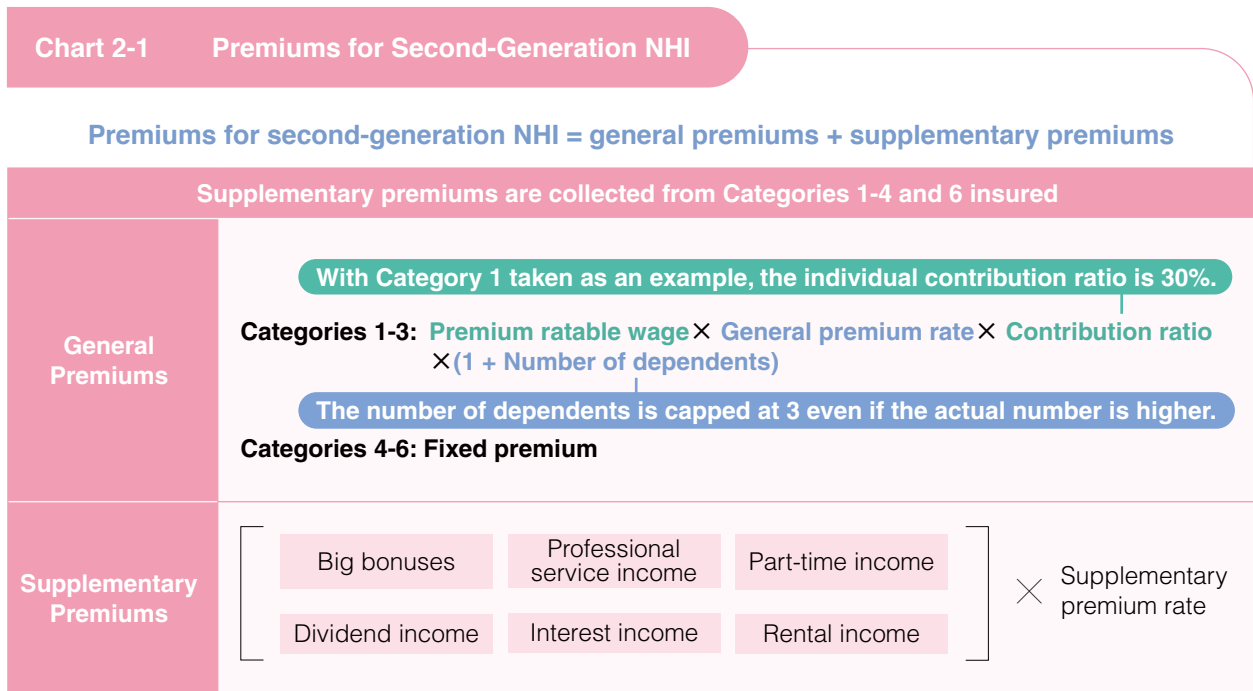 Chart 2-1 Premiums for Second-Generation NHI
Premiums for second-generation NHI = general premiums + supplementary premiums
Supplementary premiums are collected from Categories 1-4 and 6 insured
General
Premiums
With Category 1 taken as an example, the individual contribution ratio is 30%.
Categories 1-3: Premium ratable wage × General premium rate × Contribution ratio
×(1 + Number of dependents)
The number of dependents is capped at 3 even if the actual number is higher.
Categories 4-6: Fixed premium
Supplementary
Premiums
Big bonuses
Professional
service income
Part-time income
Dividend income
Interest income
Rental income
× Supplementary
premium rate